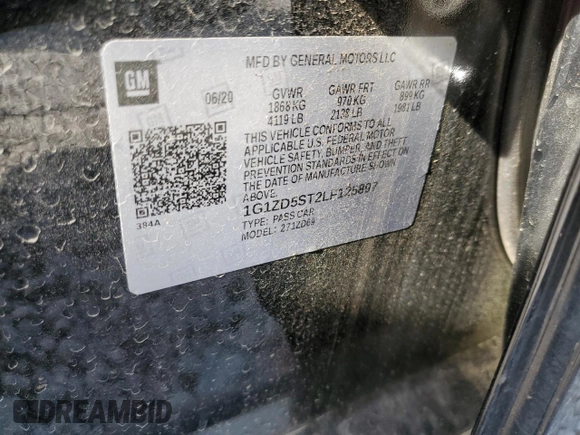 MFD BY GENERAL MOTORS LLC
GM
06/20
GVWR GAWR FRT GAWR RR
1868 KG 970 KG 899 KG
4119 LB 2138 LB 1981 LB
THIS VEHICLE CONFORMS TO ALL
APPLICABLE U.S. FEDERAL MOTOR
VEHICLE SAFETY, BUMPER, AND THEFT
PREVENTION STANDARDS IN EFFECT ON
THE DATE OF MANUFACTURE SHOWN
ABOVE.
1G1ZD5ST2LF125897
TYPE: PASS CAR
MODEL: 271ZD69
384A
DREAMBID